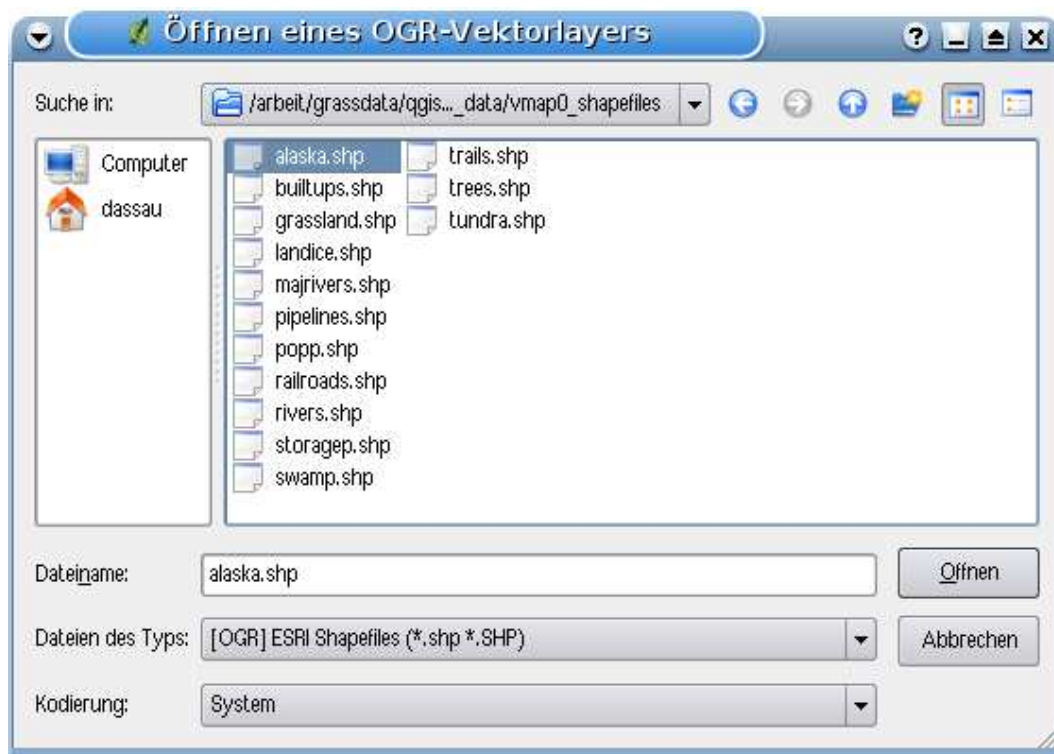 Öffnen eines OGR-Vektorlayers
Suche in:
/arbeit/grassdata/qgis..._data/vmap0_shapefiles
Computer
dassau
alaska.shp
builtups.shp
grassland.shp
landice.shp
majrivers.shp
pipelines.shp
popp.shp
railroads.shp
rivers.shp
storagep.shp
swamp.shp
trails.shp
trees.shp
tundra.shp
Dateiname:
alaska.shp
Öffnen
Dateien des Typs:
[OGR] ESRI Shapefiles (*.shp *.SHP)
Abbrechen
Kodierung:
System